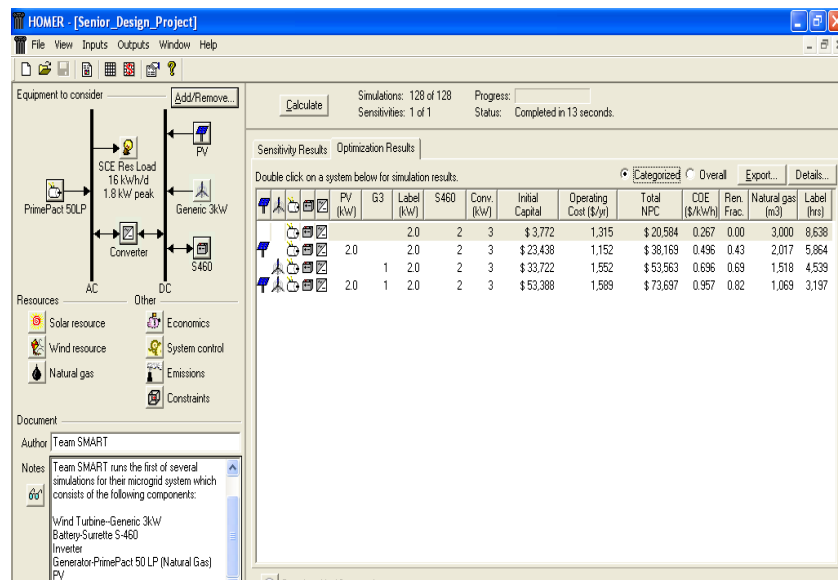 HOMER - [Senior_Design_Project]
File View Inputs Outputs Window Help
Equipment to consider
Add/Remove...
PV
SCE Res Load
16 kWh/d
1.8 kW peak
PrimePact 50LP
Generic 3kW
Converter
S460
AC
DC
Resources
Other
Solar resource
Economics
Wind resource
System control
Natural gas
Emissions
Constraints
Document
Author Team SMART
Notes Team SMART runs the first of several
simulations for their microgrid system which
consists of the following components:
Wind Turbine--Generic 3kW
Battery-Surrette S-460
Inverter
Generator-PrimePact 50 LP (Natural Gas)
PV
Calculate
Simulations: 128 of 128 Progress:
Sensitivities: 1 of 1 Status: Completed in 13 seconds.
Sensitivity Results Optimization Results
Double click on a system below for simulation results.
Categorized Overall Export... Details...
PV (kW) G3 Label (kW) S460 Conv. (kW) Initial Capital Operating Cost ($/yr) Total NPC COE ($/kWh) Ren. Frac. Natural gas (m3) Label (hrs)
2.0 2 3 $ 3,772 1,315 $ 20,584 0.267 0.00 3,000 8,638
2.0 2.0 2 3 $ 23,438 1,152 $ 38,169 0.496 0.43 2,017 5,864
1 2.0 2 3 $ 33,722 1,552 $ 53,563 0.696 0.69 1,518 4,539
2.0 1 2.0 2 3 $ 53,388 1,589 $ 73,697 0.957 0.82 1,069 3,197